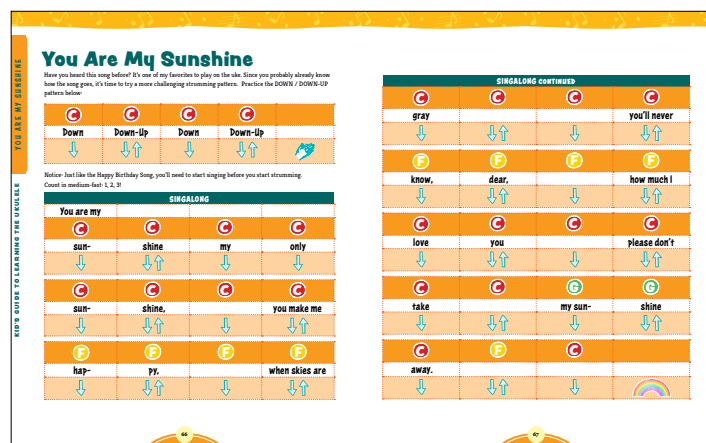 You Are My Sunshine
Have you heard this song before? It's one of my favorites to play on the uke. Since you probably already know
how the song goes, it's time to try a more challenging strumming pattern. Practice the DOWN / DOWN-UP
pattern below:
C C C C
Down Down-Up Down Down-Up
Notice: Just like the Happy Birthday Song, you'll need to start singing before you start strumming.
Count in medium-fast: 1, 2, 3!
SINGALONG
You are my
C C C C
sun- shine my only
C C C C
sun- shine, you make me
F F F F
hap- py, when skies are
66
YOU ARE MY SUNSHINE
KID'S GUIDE TO LEARNING THE UKULELE
SINGALONG CONTINUED
C C C C
gray you'll never
F F F F
know, dear, how much I
C C C C
love you please don't
C C G G
take my sun- shine
C F C
away.
67